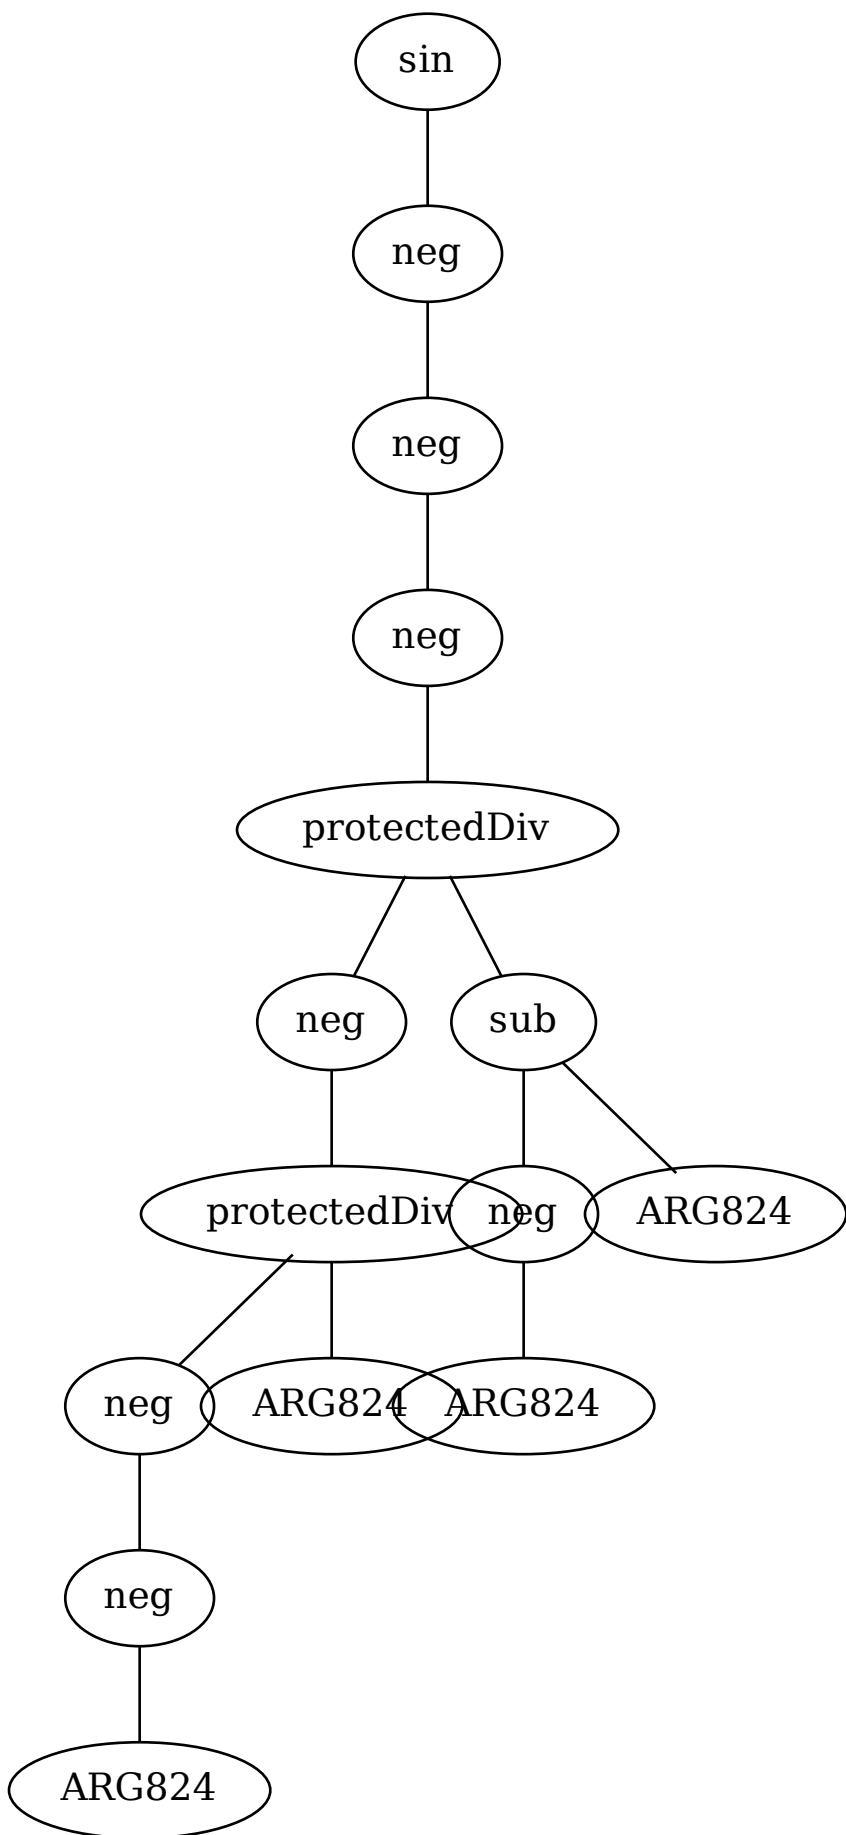 sin
neg
neg
neg
protectedDiv
neg sub
protectedDiv neg ARG824
neg ARG824 ARG824
neg
ARG824